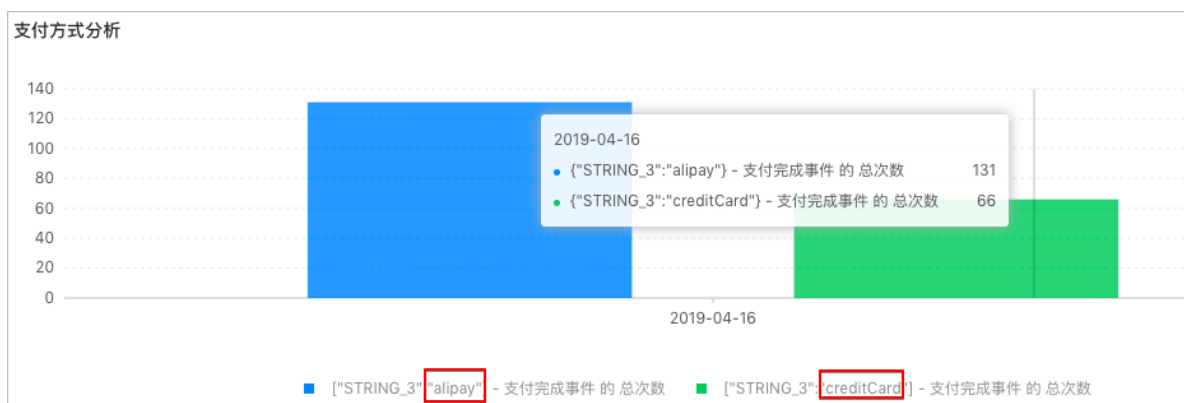 支付方式分析
140
120
100
80
60
40
20
0
2019-04-16
{"STRING_3":"alipay"} - 支付完成事件 的 总次数 131
{"STRING_3":"creditCard"} - 支付完成事件 的 总次数 66
2019-04-16
["STRING_3" "alipay" - 支付完成事件 的 总次数 ["STRING_3":"creditCard"] - 支付完成事件 的 总次数